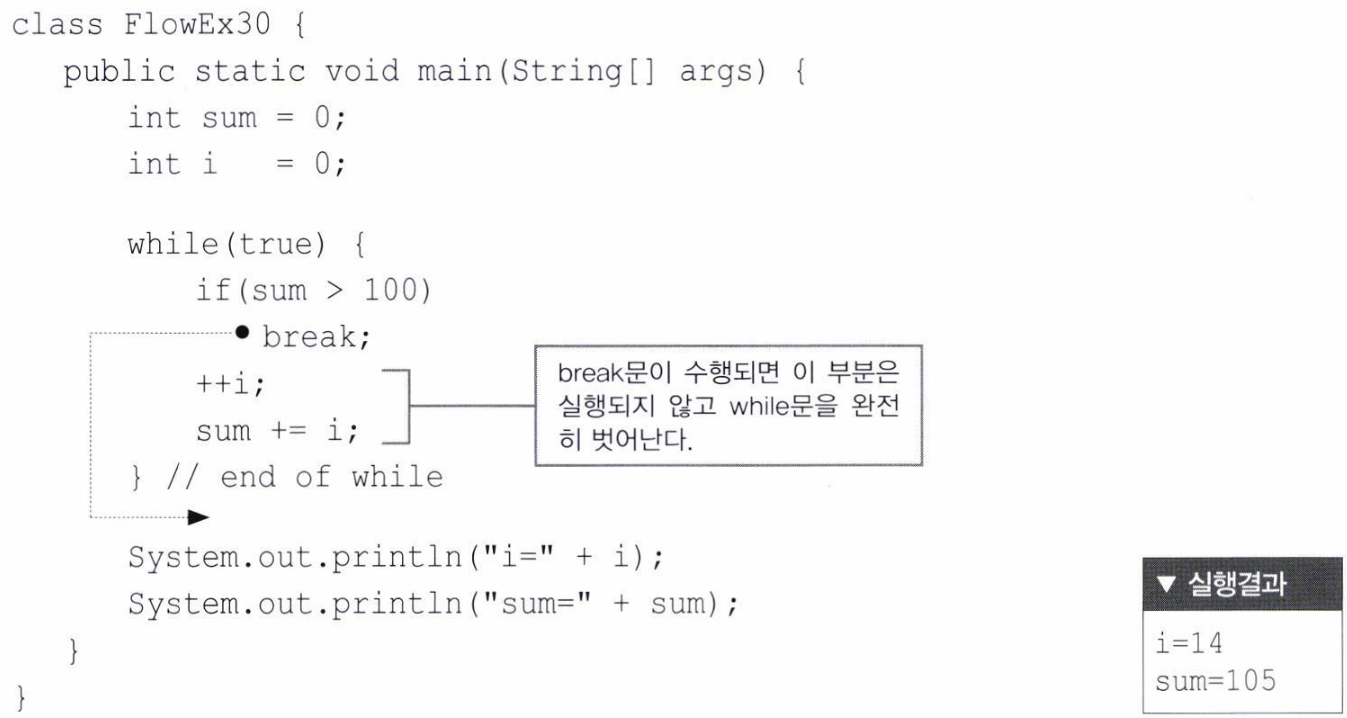 class FlowEx30 {
public static void main(String[] args) {
int sum = 0;
int i   = 0;
while(true) {
if(sum > 100)
break;
++i;
sum += i;
} // end of while
break문이 수행되면 이 부분은
실행되지 않고 while문을 완전
히 벗어난다.
System.out.println("i=" + i);
System.out.println("sum=" + sum);
}
}
▼ 실행결과
i=14
sum=105